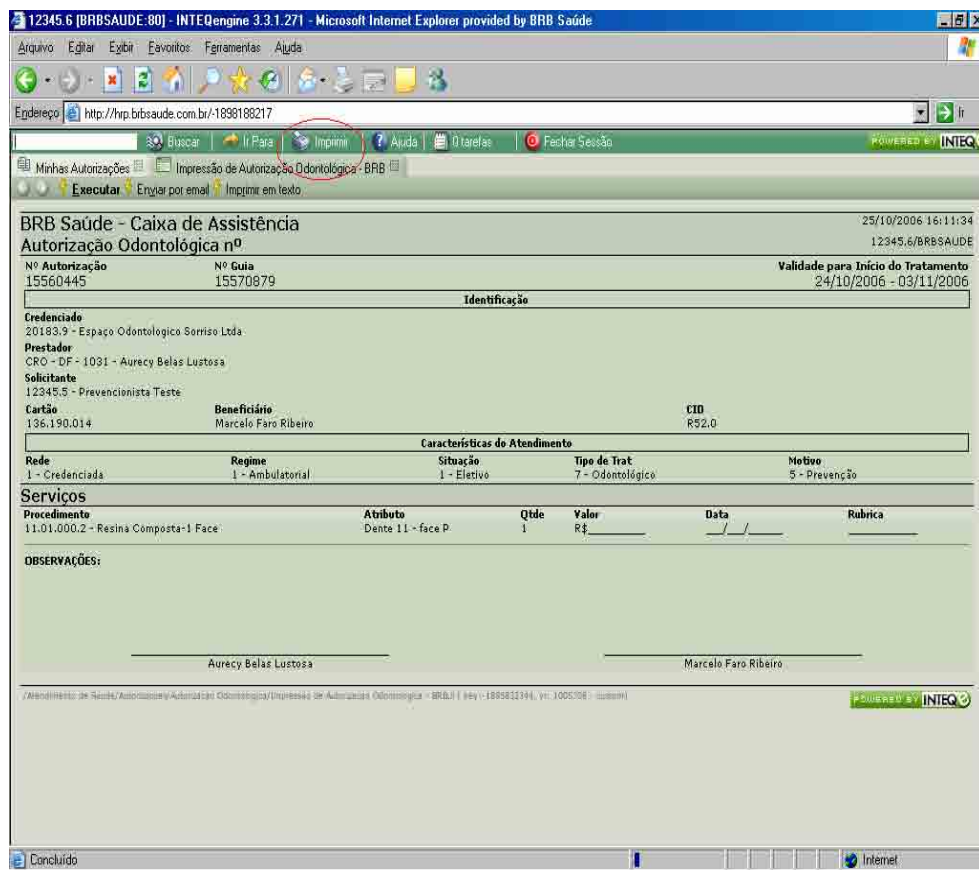 12345.6 [BRBSAUDE:80] - INTEQengine 3.3.1.271 - Microsoft Internet Explorer provided by BRB Saúde
Arquivo Editar Exibir Favoritos Ferramentas Ajuda
Endereço http://hrp.brbsaude.com.br/-1898188217 Ir
Buscar Ir Para Imprimir Ajuda 0 tarefas Fechar Sessão POWERED BY INTEQ
Minhas Autorizações Impressão de Autorização Odontológica - BRB
Executar Enviar por email Imprimir em texto
BRB Saúde - Caixa de Assistência 25/10/2006 16:11:34
Autorização Odontológica nº 12345.6/BRBSAUDE
Nº Autorização Nº Guia Validade para Início do Tratamento
15560445 15570879 24/10/2006 - 03/11/2006
Identificação
Credenciado
20183.9 - Espaço Odontologico Sorriso Ltda
Prestador
CRO - DF - 1031 - Aurecy Belas Lustosa
Solicitante
12345.5 - Prevencionista Teste
Cartão Beneficiário CID
136.190.014 Marcelo Faro Ribeiro R52.0
Características do Atendimento
Rede Regime Situação Tipo de Trat Motivo
1 - Credenciada 1 - Ambulatorial 1 - Eletivo 7 - Odontológico 5 - Prevenção
Serviços
Procedimento Atributo Qtde Valor Data Rubrica
11.01.000.2 - Resina Composta-1 Face Dente 11 - face P 1 R$________ __/__/____ __________
OBSERVAÇÕES:
Aurecy Belas Lustosa Marcelo Faro Ribeiro
POWERED BY INTEQ
Concluído Internet